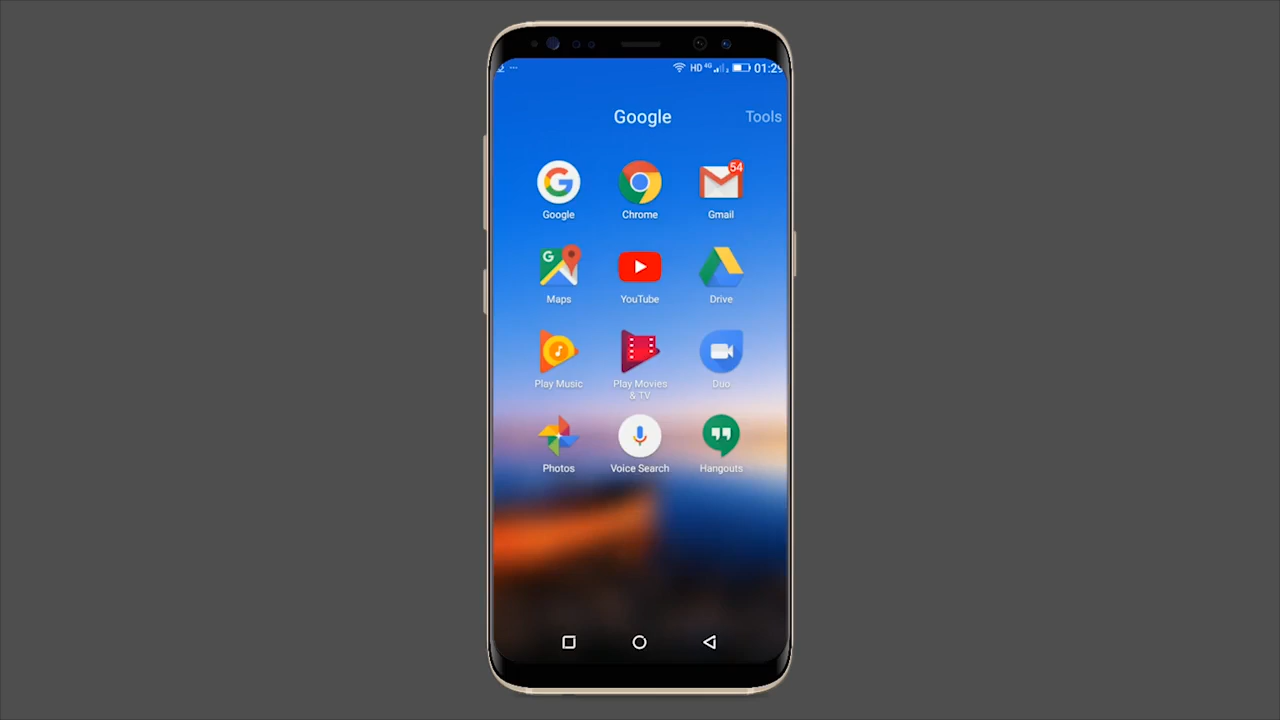 HD 4G 2 01:29
Google Tools
54
Google Chrome Gmail
G
Maps YouTube Drive
Play Music Play Movies Duo
& TV
Photos Voice Search Hangouts